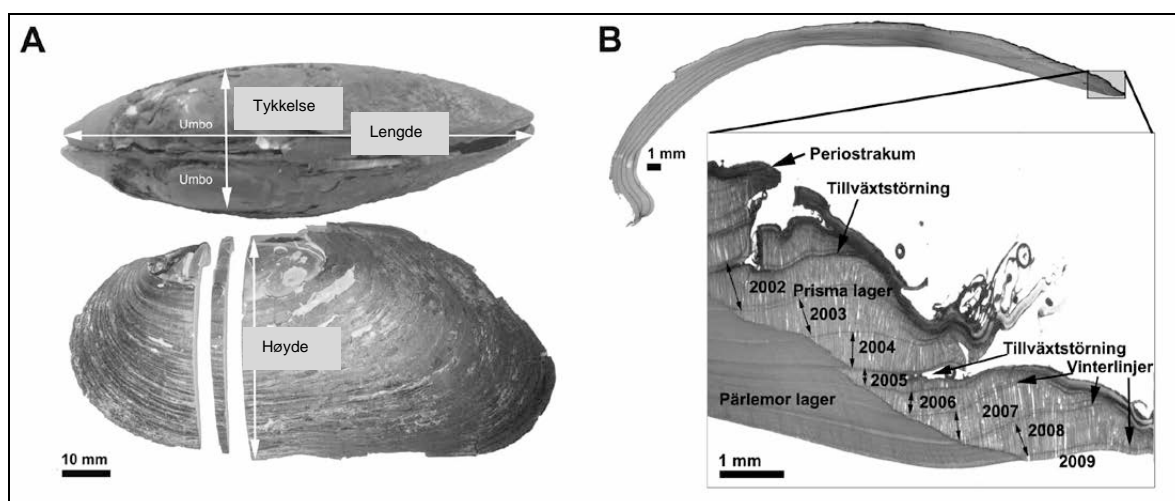 A
Tykkelse
Umbo
Lengde
Umbo
Høyde
10 mm
B
1 mm
Periostrakum
Tillväxtstörning
2002
Prisma lager
2003
2004
Tillväxtstörning
2005
Vinterlinjer
2006
Pärlemor lager
2007
2008
2009
1 mm